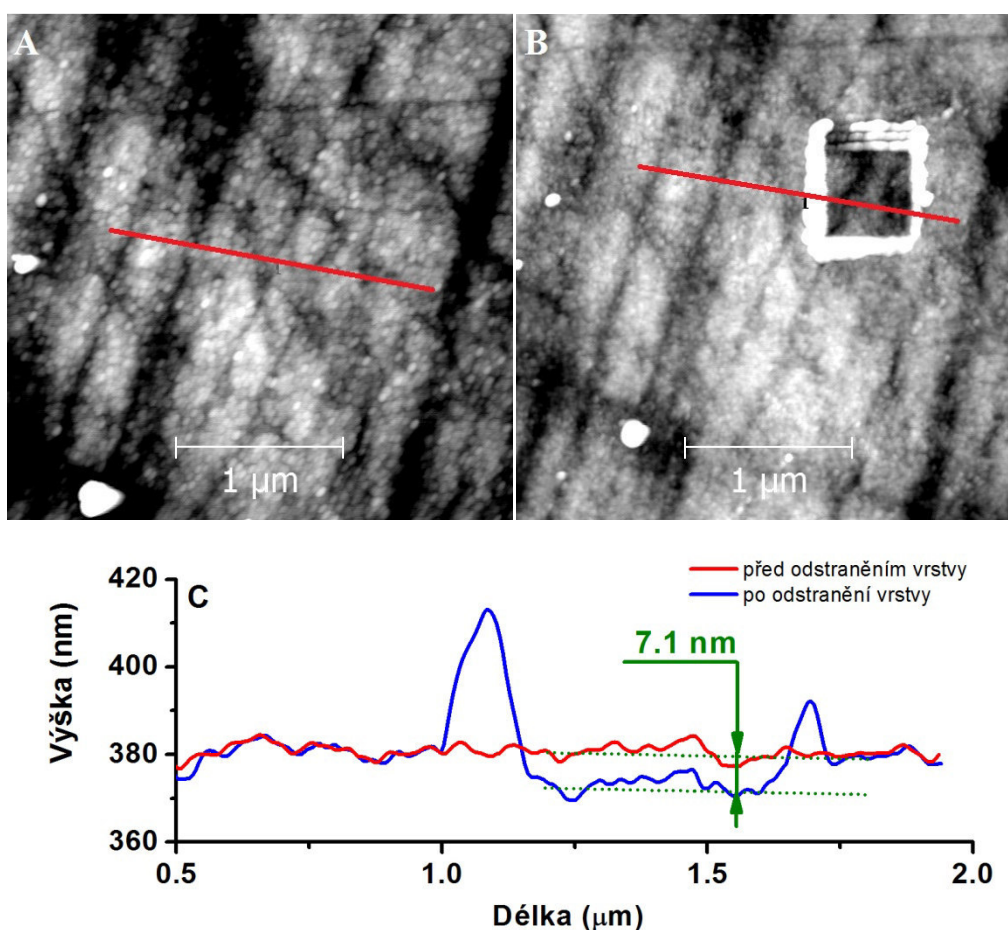 A
B
1 μm
1 μm
C
před odstraněním vrstvy
po odstranění vrstvy
7.1 nm
Výška (nm)
420
400
380
360
0.5
1.0
1.5
2.0
Délka (μm)